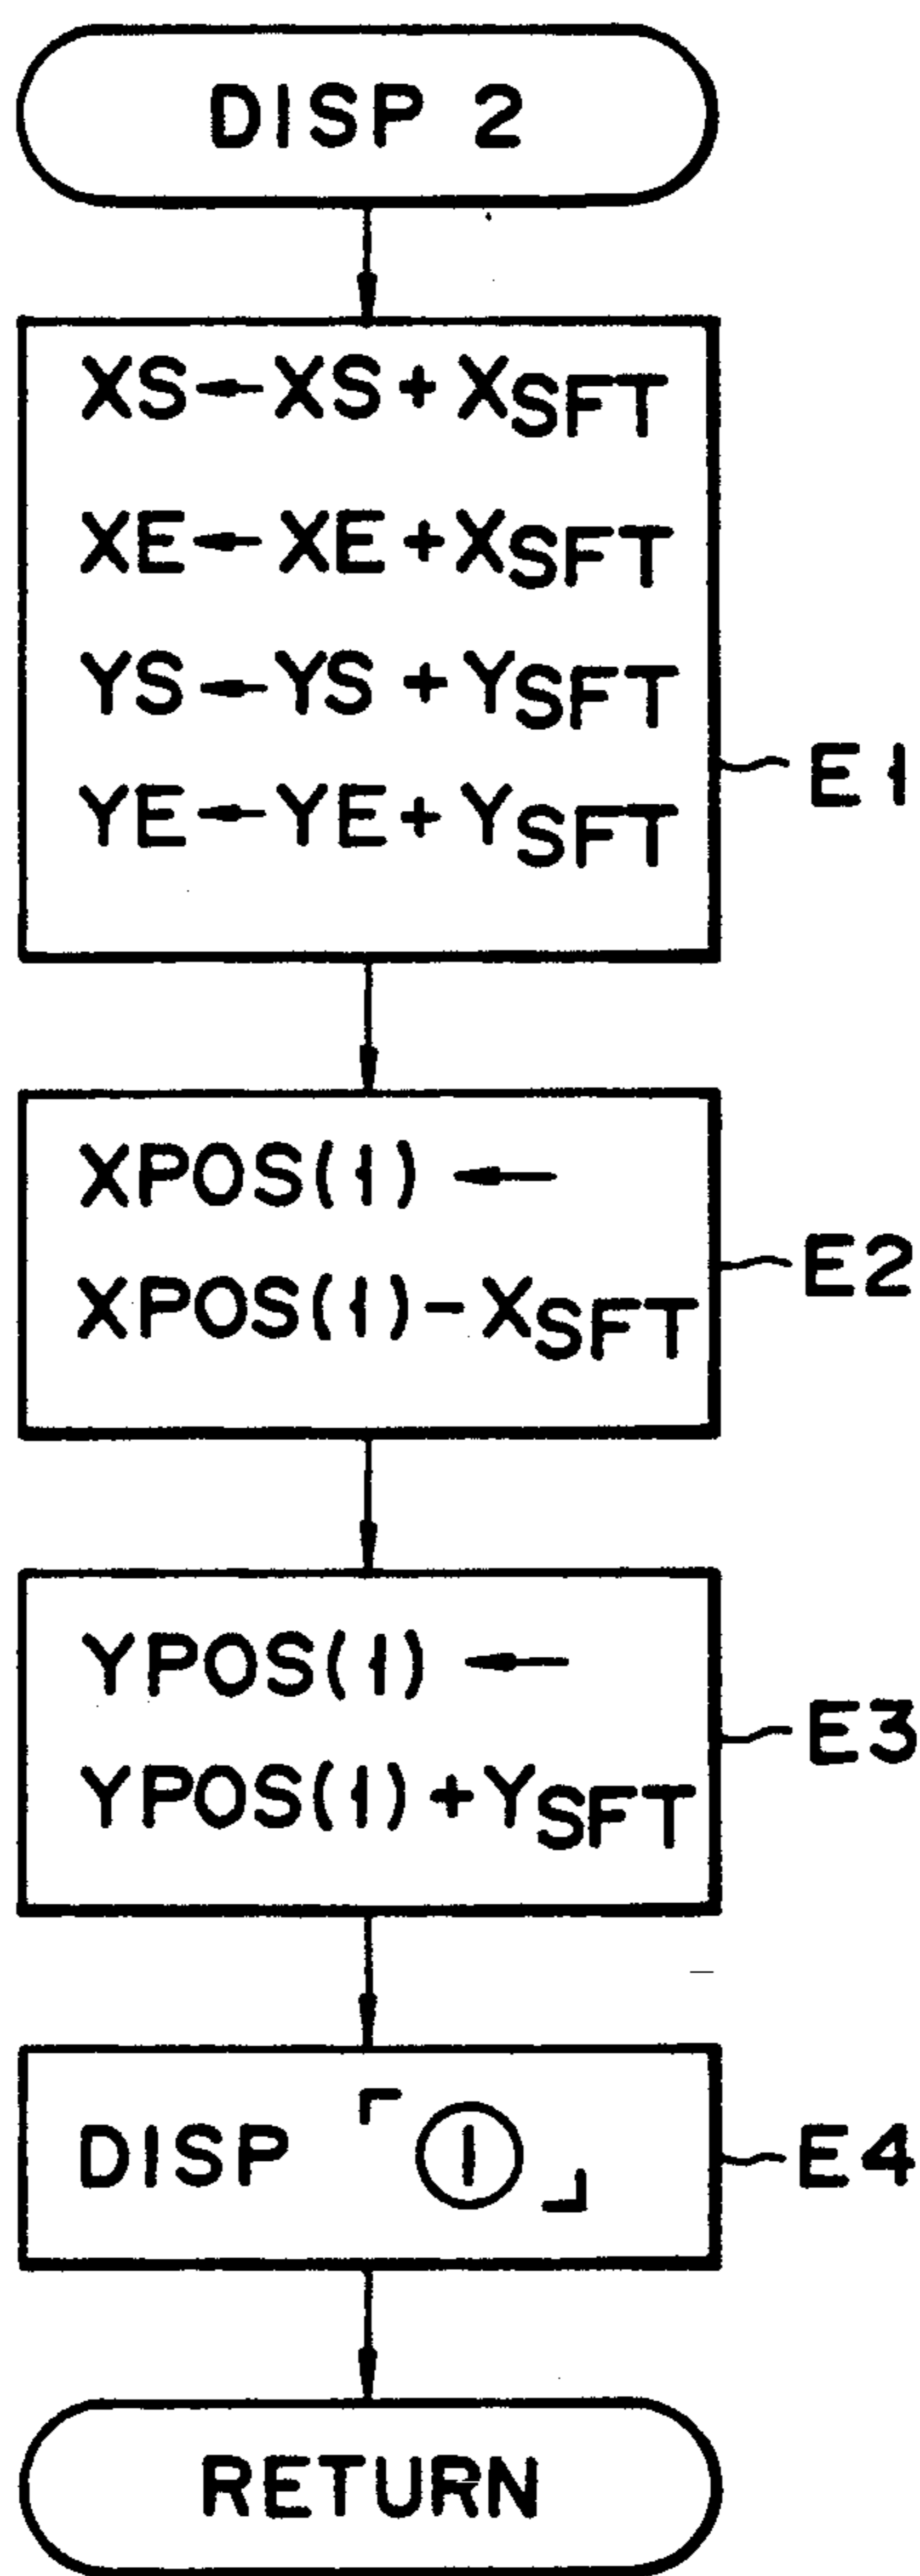 DISP 2
XS←XS+XSFT
XE←XE+XSFT
YS←YS+YSFT
YE←YE+YSFT
E1
XPOS(1)←
XPOS(1)-XSFT
E2
YPOS(1)←
YPOS(1)+YSFT
E3
DISP「①」
E4
RETURN